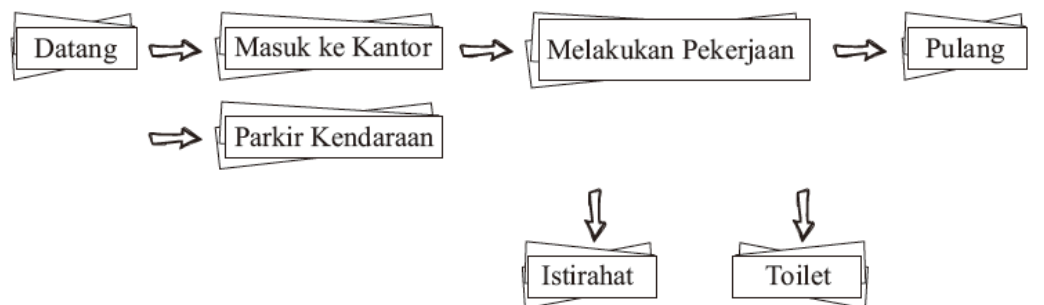 Datang
Masuk ke Kantor
Melakukan Pekerjaan
Pulang
Parkir Kendaraan
Istirahat
Toilet